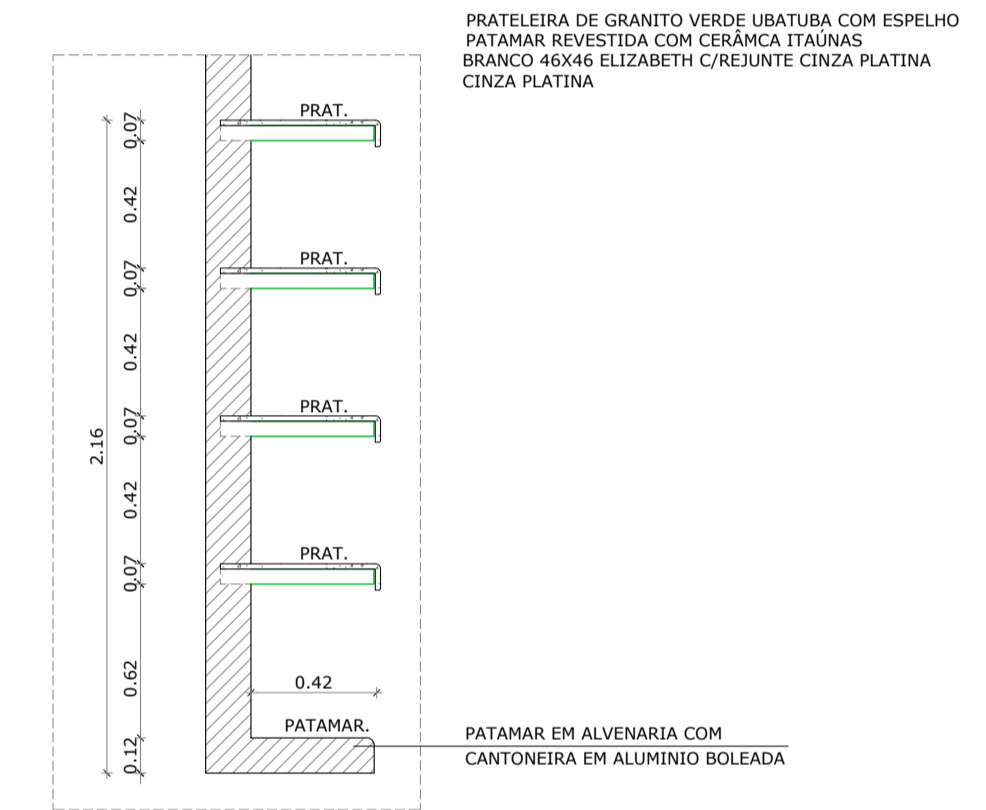 PRATELEIRA DE GRANITO VERDE UBATUBA COM ESPELHO
PATAMAR REVESTIDA COM CERÂMCA ITAÚNAS
BRANCO 46X46 ELIZABETH C/REJUNTE CINZA PLATINA
CINZA PLATINA
PRAT.
0.07
0.42
PRAT.
0.07
0.42
PRAT.
0.07
2.16
0.42
PRAT.
0.07
0.62
0.42
PATAMAR.
0.12
PATAMAR EM ALVENARIA COM
CANTONEIRA EM ALUMINIO BOLEADA